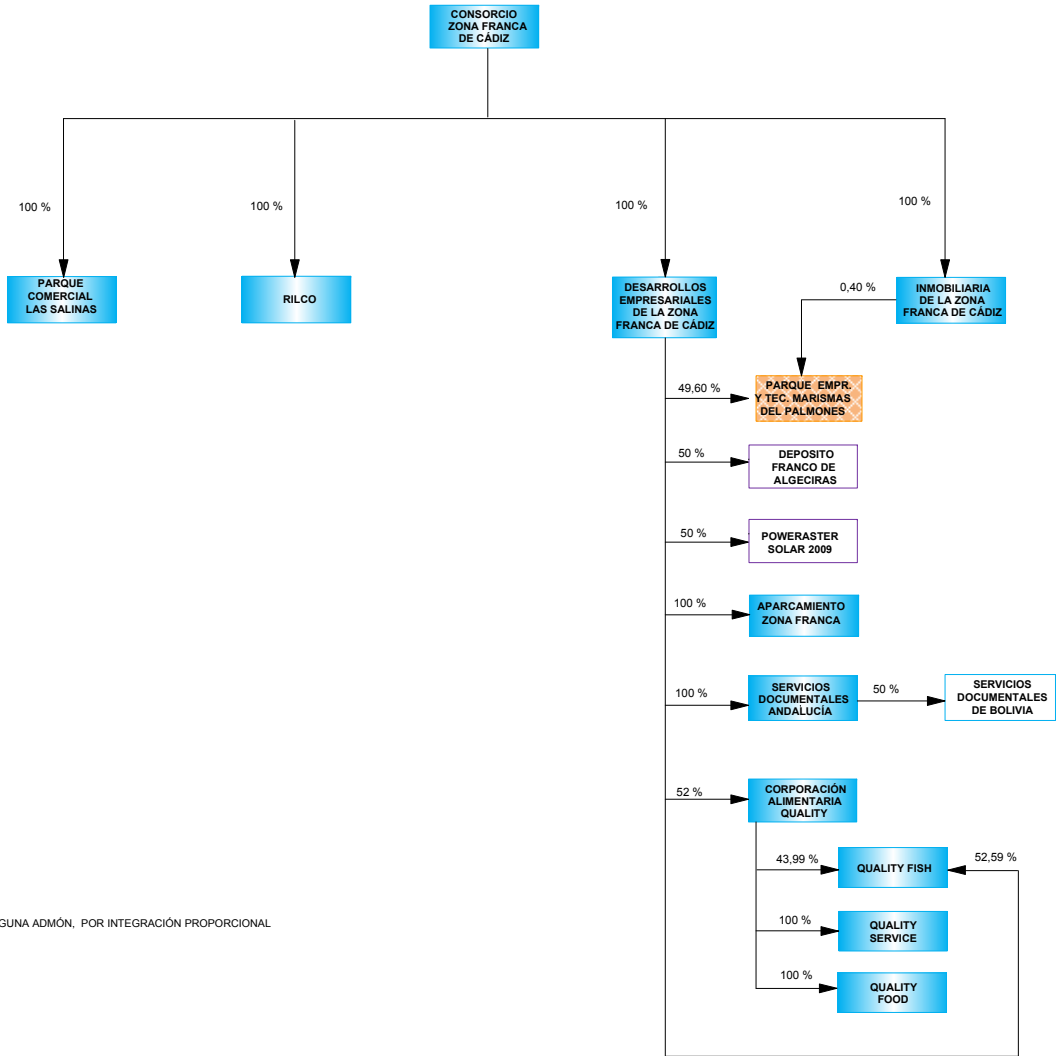 CONSORCIO
ZONA FRANCA
DE CÁDIZ
100 %
100 %
100 %
100 %
PARQUE
COMERCIAL
LAS SALINAS
RILCO
DESARROLLOS
EMPRESARIALES
DE LA ZONA
FRANCA DE CÁDIZ
0,40 %
INMOBILIARIA
DE LA ZONA
FRANCA DE CÁDIZ
49,60 %
PARQUE EMPR.
Y TEC. MARISMAS
DEL PALMONES
50 %
DEPOSITO
FRANCO DE
ALGECIRAS
50 %
POWERASTER
SOLAR 2009
100 %
APARCAMIENTO
ZONA FRANCA
100 %
SERVICIOS
DOCUMENTALES
ANDALUCÍA
50 %
SERVICIOS
DOCUMENTALES
DE BOLIVIA
52 %
CORPORACIÓN
ALIMENTARIA
QUALITY
43,99 %
QUALITY FISH
52,59 %
100 %
QUALITY
SERVICE
100 %
QUALITY
FOOD
GUNA ADMÓN, POR INTEGRACIÓN PROPORCIONAL